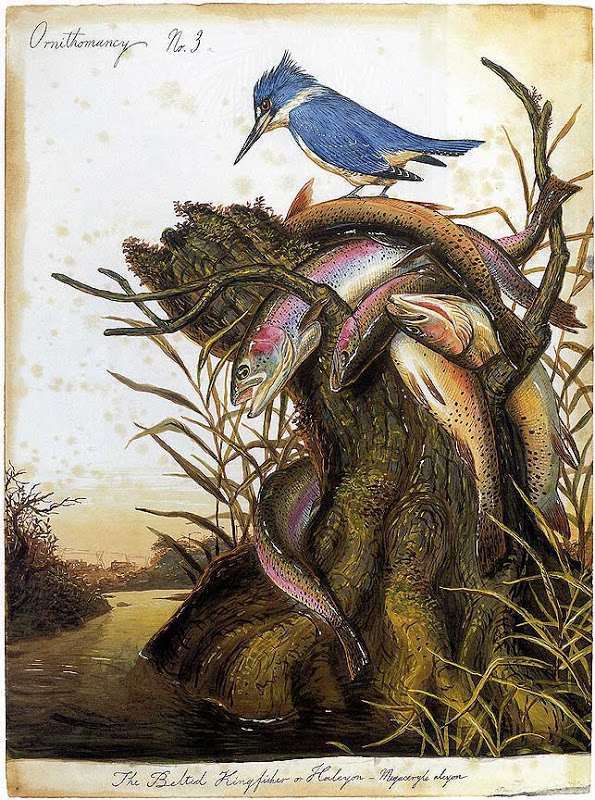 Ornithomancy No. 3
The Belted Kingfisher or Halcyon – Megaceryle alcyon